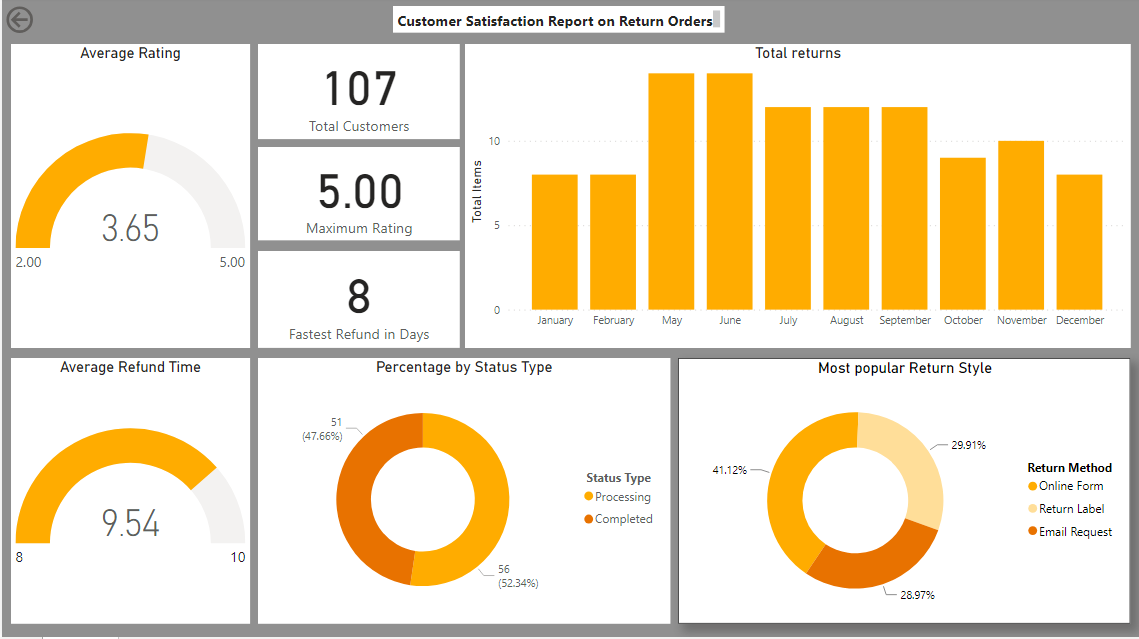 Customer Satisfaction Report on Return Orders
Average Rating
3.65
2.00
5.00
107
Total Customers
5.00
Maximum Rating
8
Fastest Refund in Days
Total returns
Total Items
10
5
0
January
February
May
June
July
August
September
October
November
December
Average Refund Time
9.54
8
10
Percentage by Status Type
51
(47.66%)
56
(52.34%)
Status Type
Processing
Completed
Most popular Return Style
41.12%
29.91%
28.97%
Return Method
Online Form
Return Label
Email Request